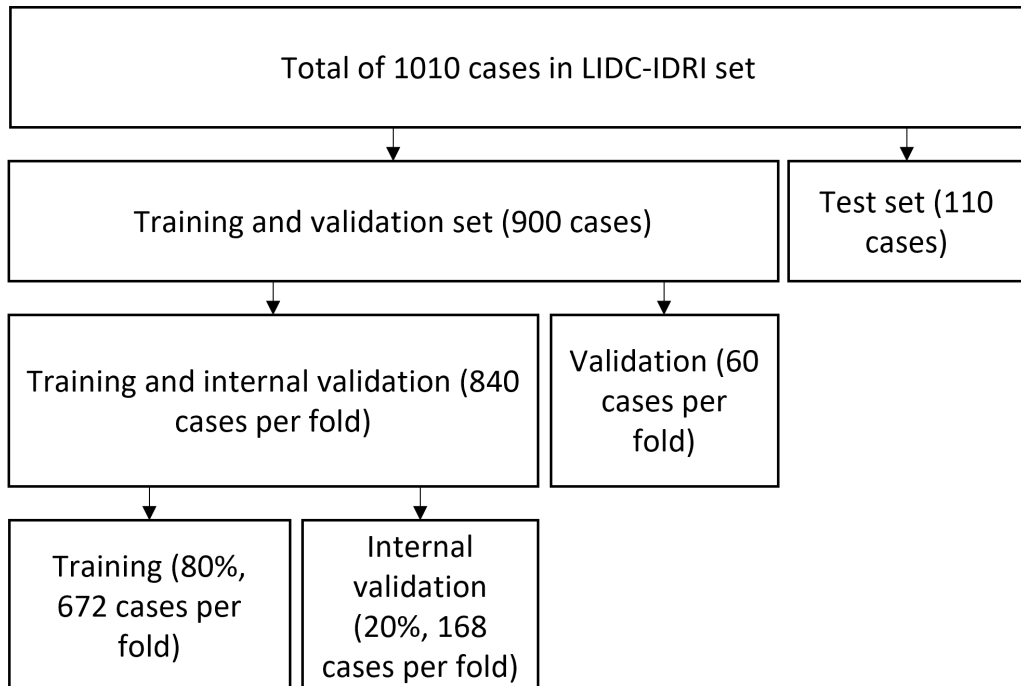 Total of 1010 cases in LIDC-IDRI set
Training and validation set (900 cases)
Test set (110
cases)
Training and internal validation (840
cases per fold)
Validation (60
cases per
fold)
Training (80%,
672 cases per
fold)
Internal
validation
(20%, 168
cases per fold)